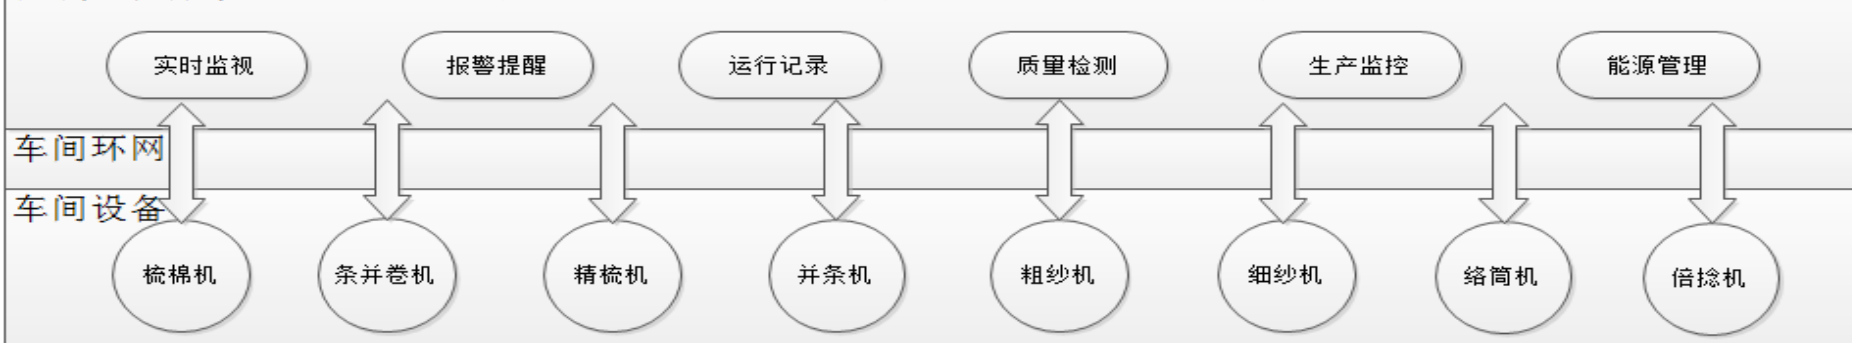 实时监视 报警提醒 运行记录 质量检测 生产监控 能源管理
车间环网
车间设备
梳棉机 条并卷机 精梳机 并条机 粗纱机 细纱机 络筒机 倍捻机